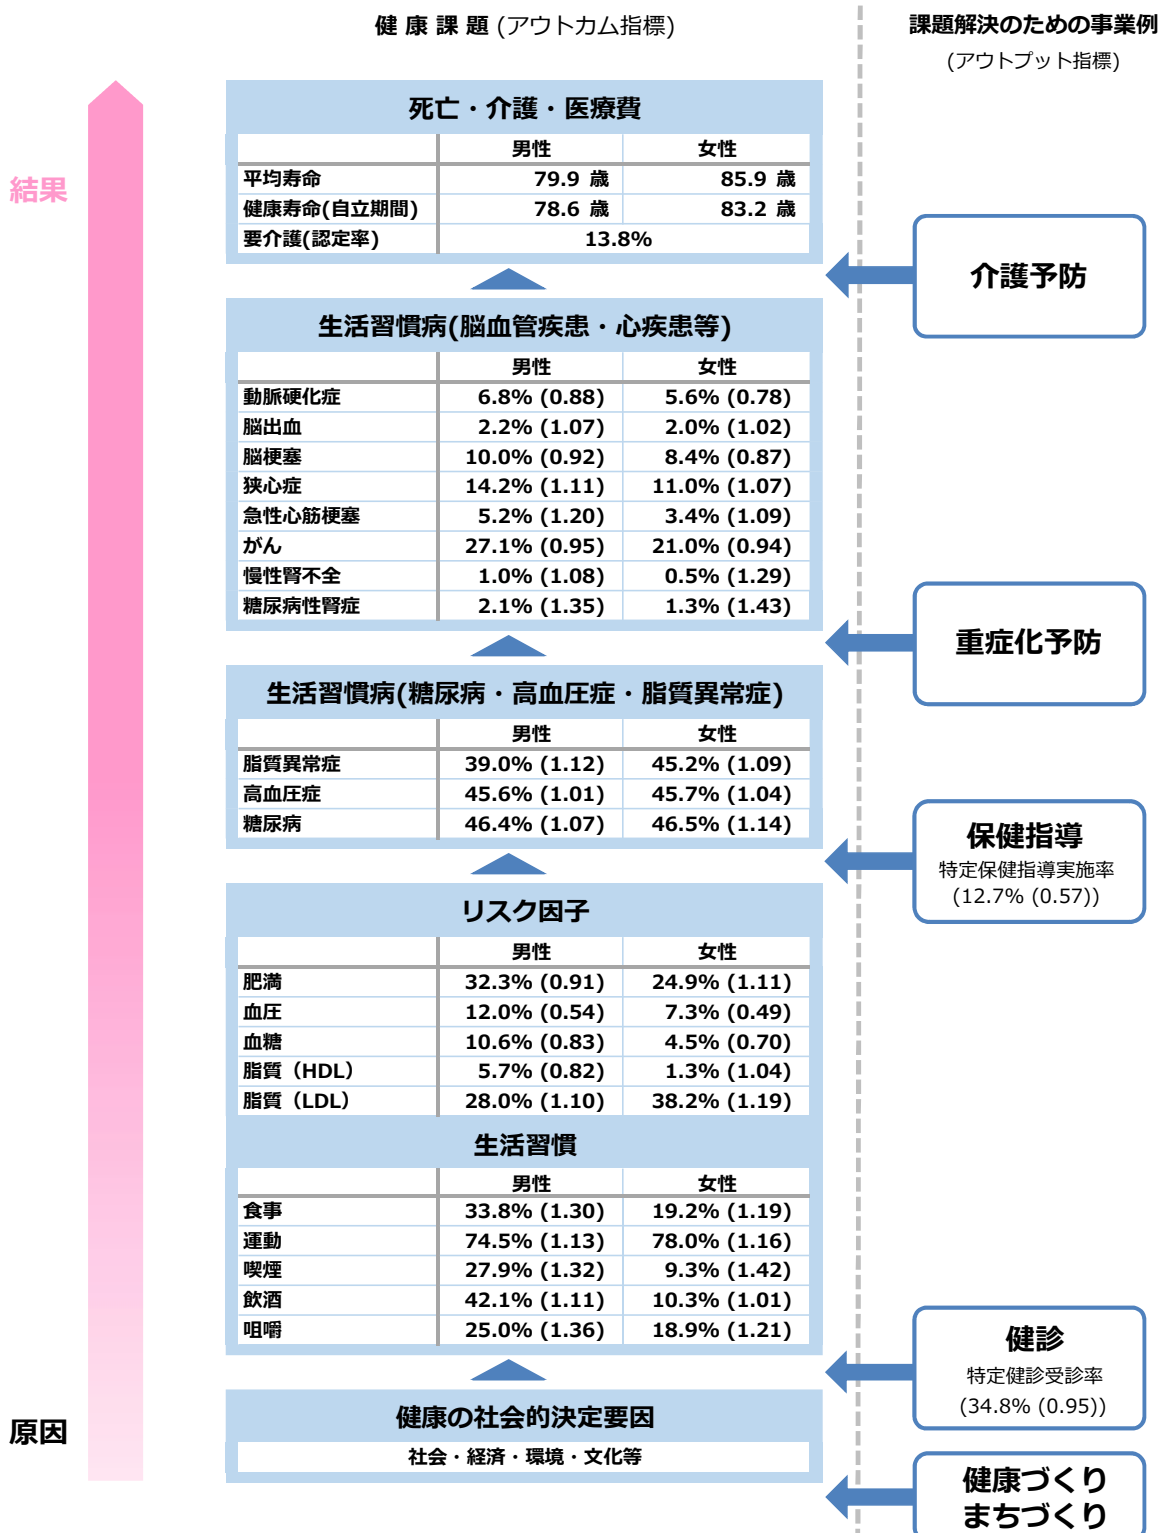 健 康 課 題 (アウトカム指標)
課題解決のための事業例
(アウトプット指標)
結果
原因
死亡・介護・医療費
男性 女性
平均寿命 79.9 歳 85.9 歳
健康寿命(自立期間) 78.6 歳 83.2 歳
要介護(認定率) 13.8%
介護予防
生活習慣病(脳血管疾患・心疾患等)
男性 女性
動脈硬化症 6.8% (0.88) 5.6% (0.78)
脳出血 2.2% (1.07) 2.0% (1.02)
脳梗塞 10.0% (0.92) 8.4% (0.87)
狭心症 14.2% (1.11) 11.0% (1.07)
急性心筋梗塞 5.2% (1.20) 3.4% (1.09)
がん 27.1% (0.95) 21.0% (0.94)
慢性腎不全 1.0% (1.08) 0.5% (1.29)
糖尿病性腎症 2.1% (1.35) 1.3% (1.43)
重症化予防
生活習慣病(糖尿病・高血圧症・脂質異常症)
男性 女性
脂質異常症 39.0% (1.12) 45.2% (1.09)
高血圧症 45.6% (1.01) 45.7% (1.04)
糖尿病 46.4% (1.07) 46.5% (1.14)
保健指導
特定保健指導実施率
(12.7% (0.57))
リスク因子
男性 女性
肥満 32.3% (0.91) 24.9% (1.11)
血圧 12.0% (0.54) 7.3% (0.49)
血糖 10.6% (0.83) 4.5% (0.70)
脂質（HDL） 5.7% (0.82) 1.3% (1.04)
脂質（LDL） 28.0% (1.10) 38.2% (1.19)
生活習慣
男性 女性
食事 33.8% (1.30) 19.2% (1.19)
運動 74.5% (1.13) 78.0% (1.16)
喫煙 27.9% (1.32) 9.3% (1.42)
飲酒 42.1% (1.11) 10.3% (1.01)
咀嚼 25.0% (1.36) 18.9% (1.21)
健診
特定健診受診率
(34.8% (0.95))
健康の社会的決定要因
社会・経済・環境・文化等
健康づくり
まちづくり